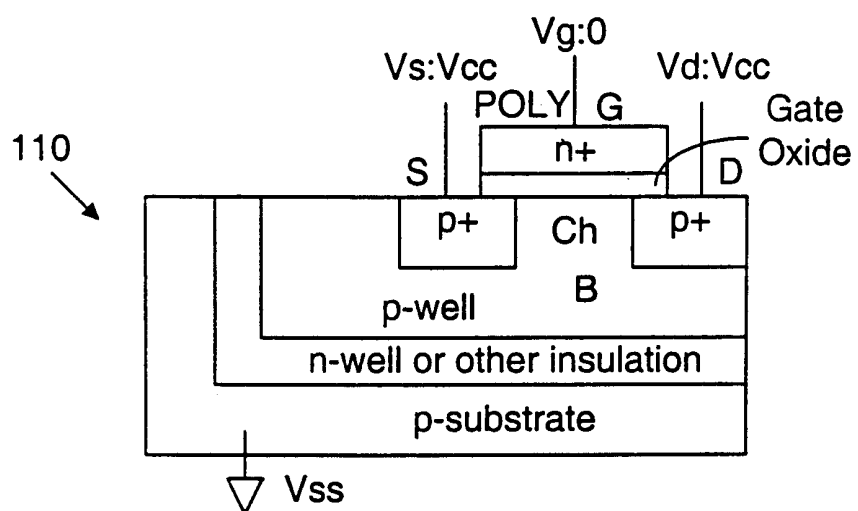 Vg:0
Vs:Vcc
Vd:Vcc
POLY G
Gate
Oxide
110
n+
S
D
p+
Ch
p+
B
p-well
n-well or other insulation
p-substrate
Vss